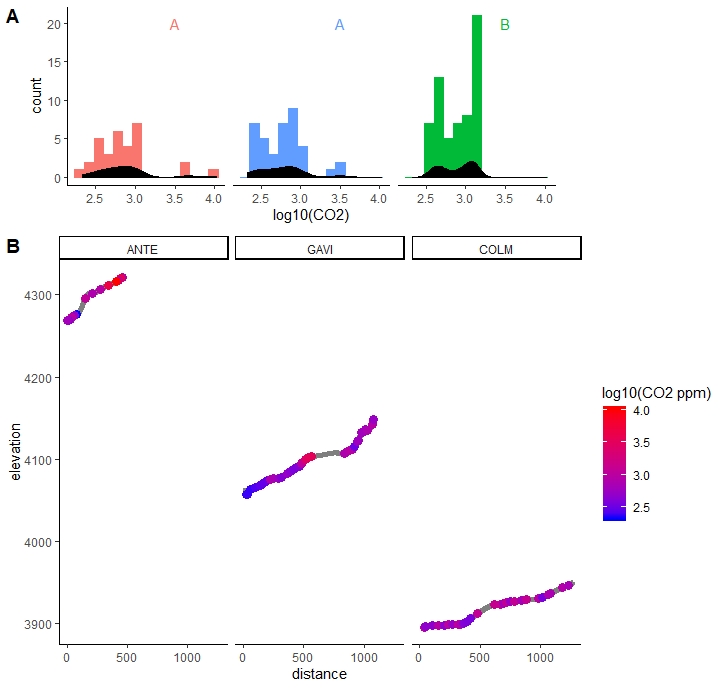 A
A A B
20
15
10
5
0
count
2.5 3.0 3.5 4.0 2.5 3.0 3.5 4.0 2.5 3.0 3.5 4.0
log10(CO2)
B
ANTE GAVI COLM
4300
4200
4100
4000
3900
elevation
0 500 1000 0 500 1000 0 500 1000
distance
log10(CO2 ppm)
4.0
3.5
3.0
2.5